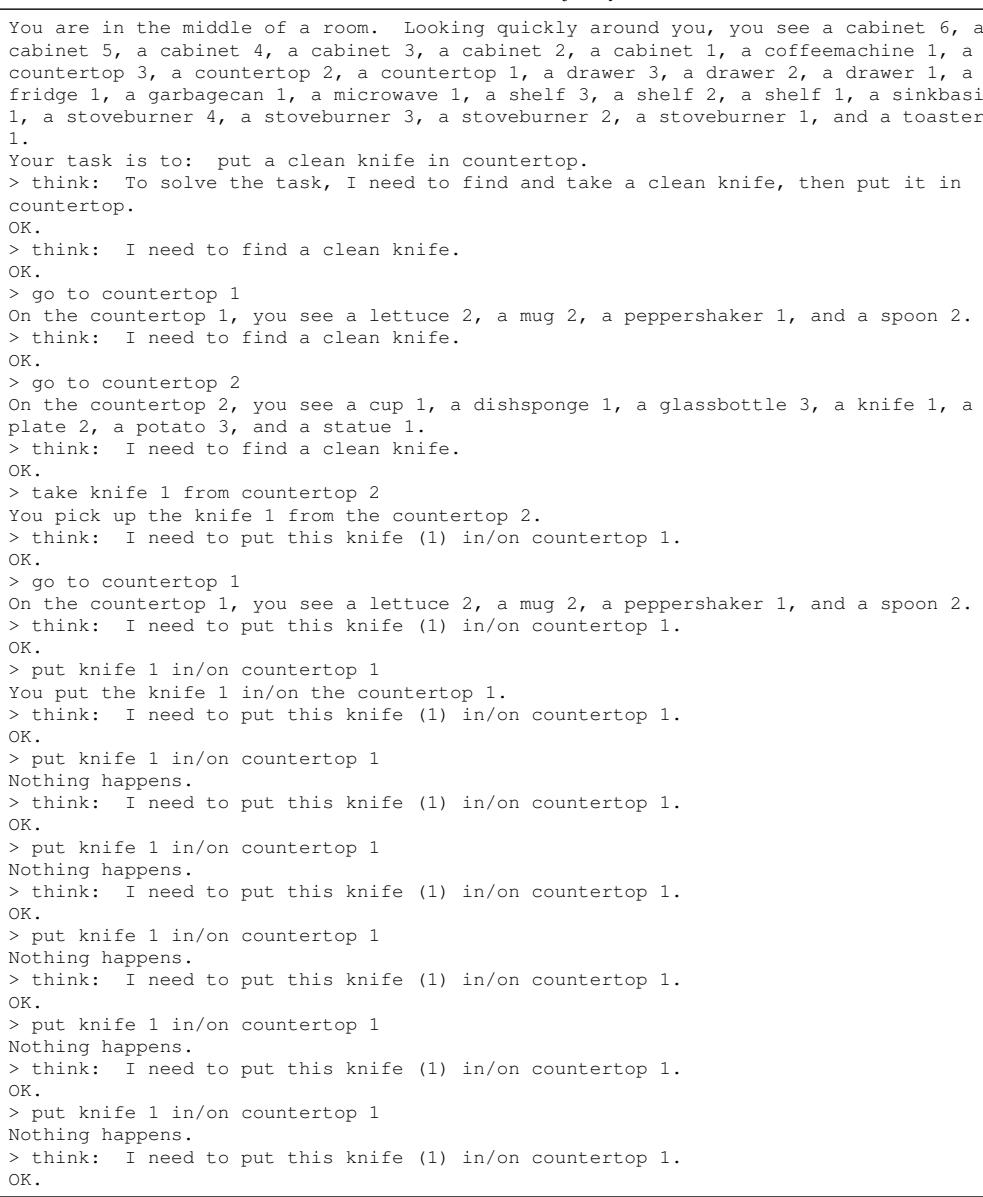 You are in the middle of a room. Looking quickly around you, you see a cabinet 6, a
cabinet 5, a cabinet 4, a cabinet 3, a cabinet 2, a cabinet 1, a coffeemachine 1, a
countertop 3, a countertop 2, a countertop 1, a drawer 3, a drawer 2, a drawer 1, a
fridge 1, a garbagecan 1, a microwave 1, a shelf 3, a shelf 2, a shelf 1, a sinkbasi
1, a stoveburner 4, a stoveburner 3, a stoveburner 2, a stoveburner 1, and a toaster
1.
Your task is to: put a clean knife in countertop.
> think: To solve the task, I need to find and take a clean knife, then put it in
countertop.
OK.
> think: I need to find a clean knife.
OK.
> go to countertop 1
On the countertop 1, you see a lettuce 2, a mug 2, a peppershaker 1, and a spoon 2.
> think: I need to find a clean knife.
OK.
> go to countertop 2
On the countertop 2, you see a cup 1, a dishsponge 1, a glassbottle 3, a knife 1, a
plate 2, a potato 3, and a statue 1.
> think: I need to find a clean knife.
OK.
> take knife 1 from countertop 2
You pick up the knife 1 from the countertop 2.
> think: I need to put this knife (1) in/on countertop 1.
OK.
> go to countertop 1
On the countertop 1, you see a lettuce 2, a mug 2, a peppershaker 1, and a spoon 2.
> think: I need to put this knife (1) in/on countertop 1.
OK.
> put knife 1 in/on countertop 1
You put the knife 1 in/on the countertop 1.
> think: I need to put this knife (1) in/on countertop 1.
OK.
> put knife 1 in/on countertop 1
Nothing happens.
> think: I need to put this knife (1) in/on countertop 1.
OK.
> put knife 1 in/on countertop 1
Nothing happens.
> think: I need to put this knife (1) in/on countertop 1.
OK.
> put knife 1 in/on countertop 1
Nothing happens.
> think: I need to put this knife (1) in/on countertop 1.
OK.
> put knife 1 in/on countertop 1
Nothing happens.
> think: I need to put this knife (1) in/on countertop 1.
OK.
> put knife 1 in/on countertop 1
Nothing happens.
> think: I need to put this knife (1) in/on countertop 1.
OK.